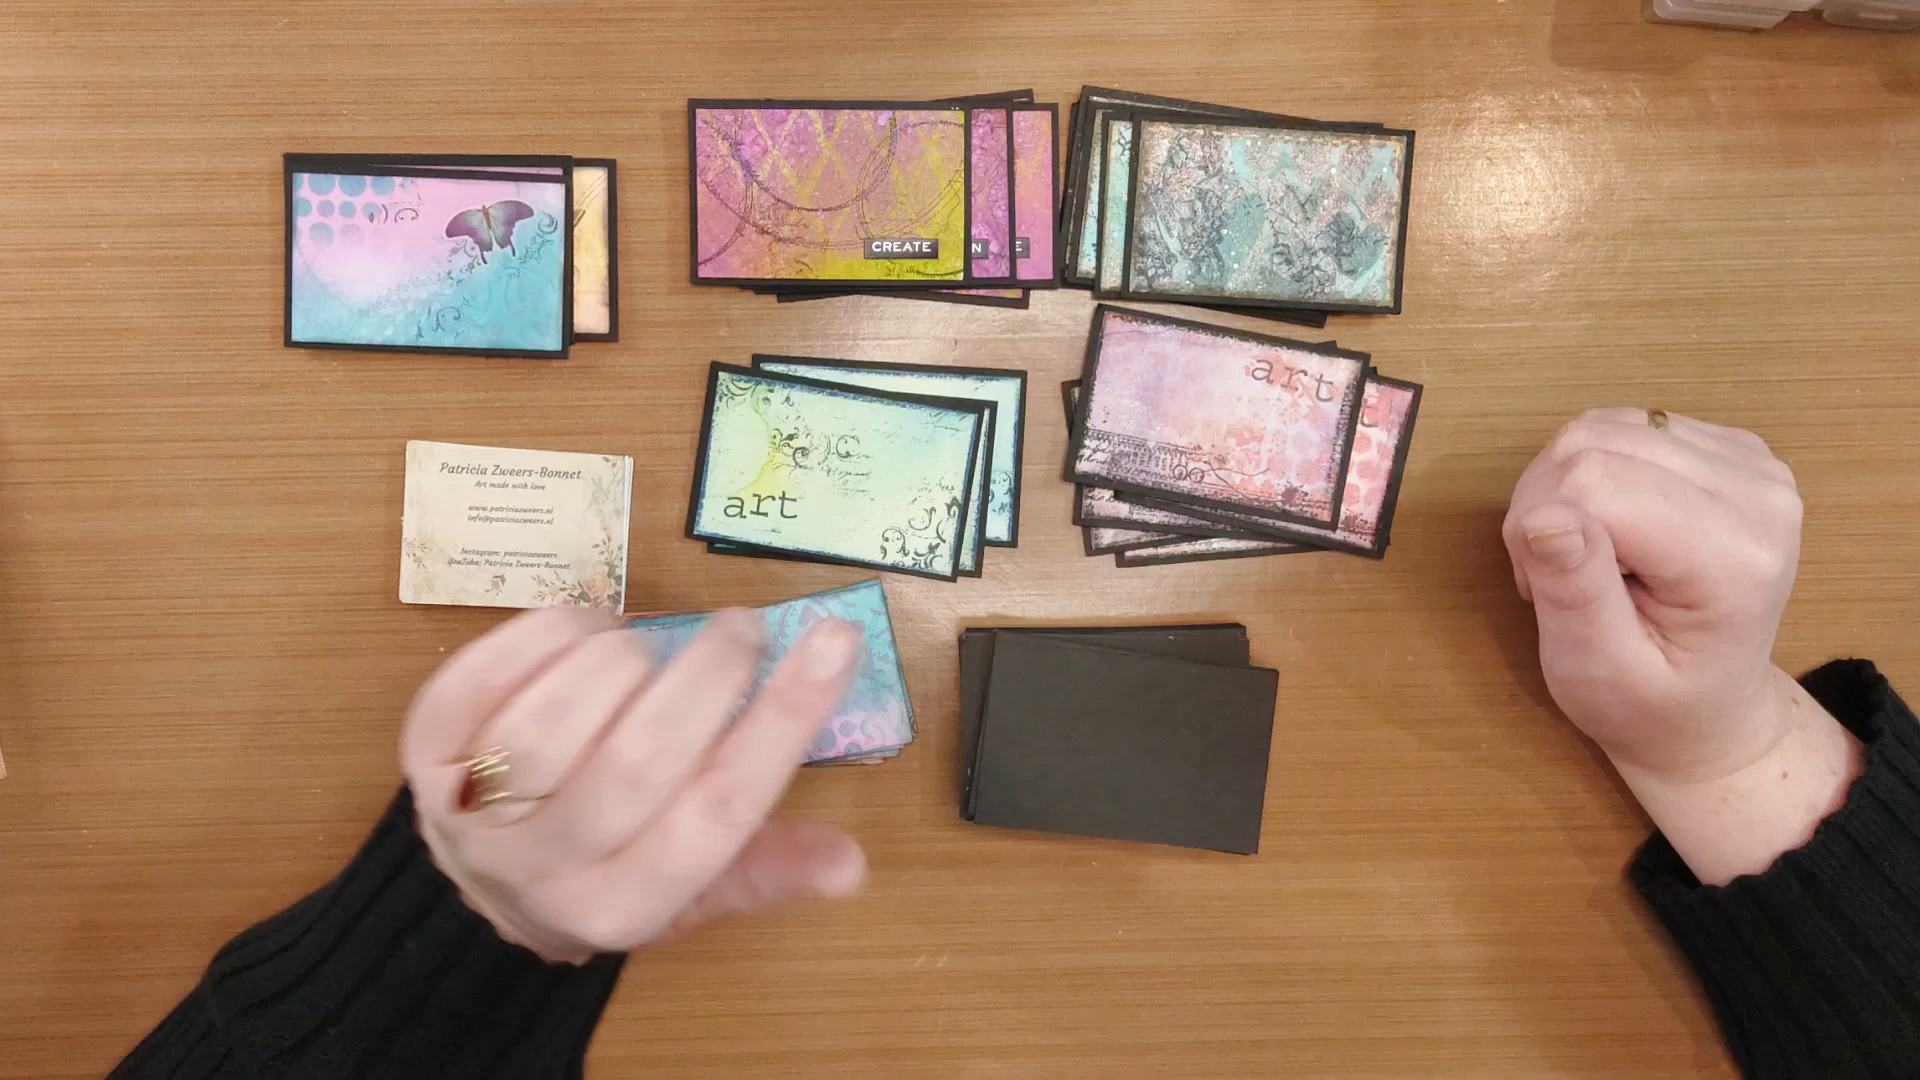 CREATE
N
E
art
t
art
Patricia Zweers-Bonnet
Art made with love
www.patriciazweers.nl
info@patriciazweers.nl
Instagram: patriciazweers
YouTube: Patricia Zweers-Bonnet